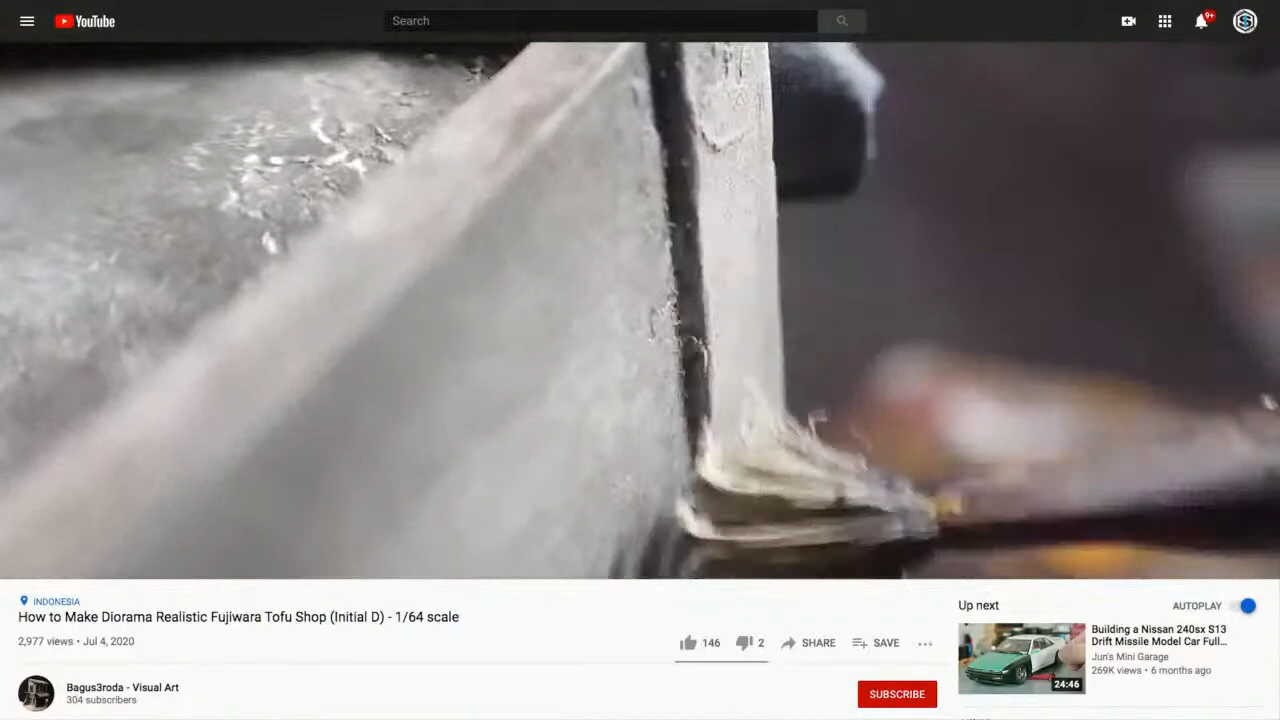 YouTube
Search
9+
INDONESIA
How to Make Diorama Realistic Fujiwara Tofu Shop (Initial D) - 1/64 scale
2,977 views • Jul 4, 2020
146
2
SHARE
SAVE
Bagus3roda - Visual Art
304 subscribers
SUBSCRIBE
Up next
AUTOPLAY
Building a Nissan 240sx S13
Drift Missile Model Car Full...
Jun's Mini Garage
269K views • 6 months ago
24:46